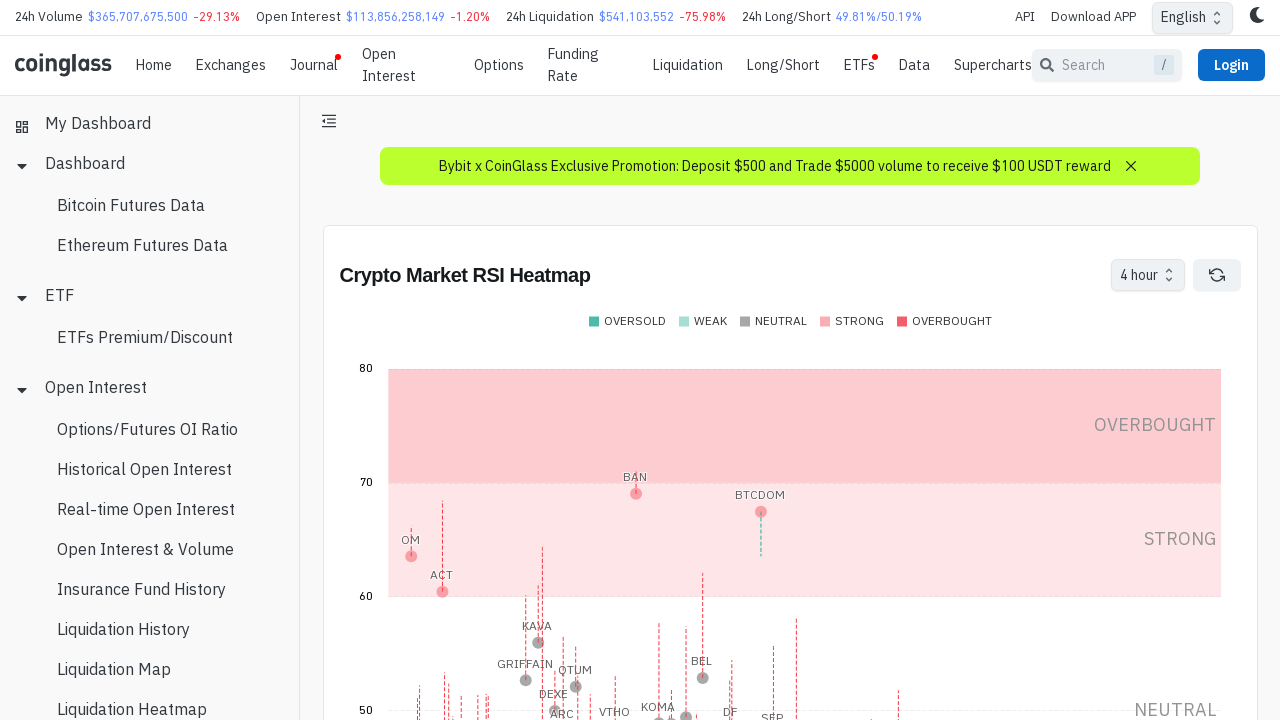 24h Volume $365,707,675,500 -29.13% Open Interest $113,856,258,149 -1.20% 24h Liquidation $541,103,552 -75.98% 24h Long/Short 49.81%/50.19% API Download APP English
coinglass Home Exchanges Journal Open Interest Options Funding Rate Liquidation Long/Short ETFs Data Supercharts Search / Login
My Dashboard
Dashboard
Bitcoin Futures Data
Ethereum Futures Data
ETF
ETFs Premium/Discount
Open Interest
Options/Futures OI Ratio
Historical Open Interest
Real-time Open Interest
Open Interest & Volume
Insurance Fund History
Liquidation History
Liquidation Map
Liquidation Heatmap
Bybit x CoinGlass Exclusive Promotion: Deposit $500 and Trade $5000 volume to receive $100 USDT reward
Crypto Market RSI Heatmap
4 hour
OVERSOLD WEAK NEUTRAL STRONG OVERBOUGHT
80
OVERBOUGHT
70
BAN
BTCDOM
STRONG
OM
ACT
60
KAVA
GRIFFAIN
QTUM
BEL
DEXE
ARC
VTHO
KOMA
DF
SFP
50
NEUTRAL